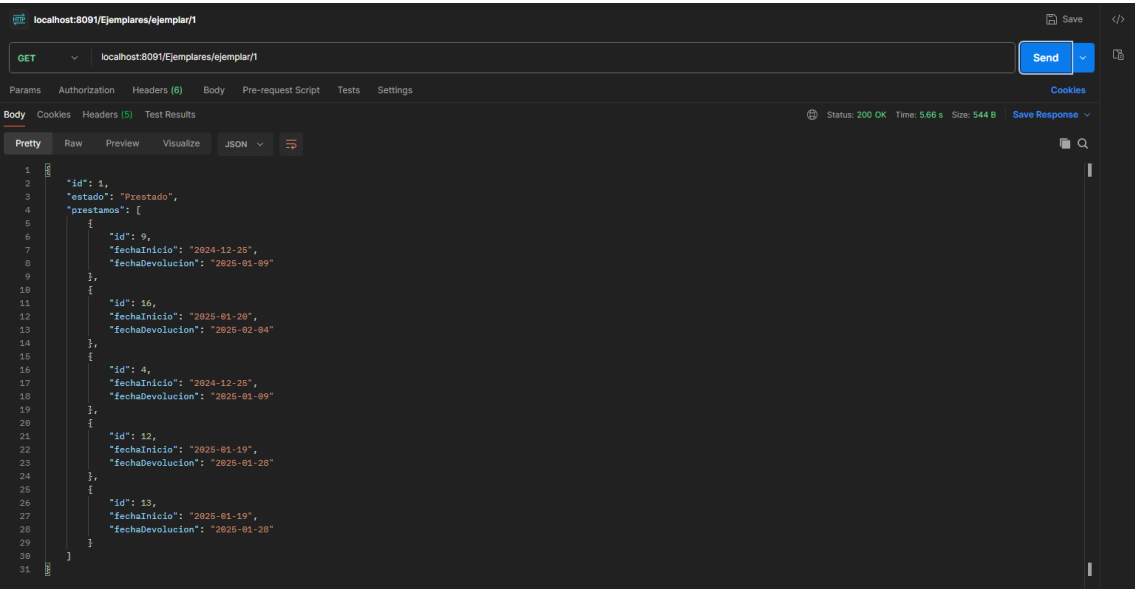 HTTP localhost:8091/Ejemplares/ejemplar/1 Save </>
GET localhost:8091/Ejemplares/ejemplar/1 Send
Params Authorization Headers (6) Body Pre-request Script Tests Settings Cookies
Body Cookies Headers (5) Test Results Status: 200 OK Time: 5.66 s Size: 544 B Save Response
Pretty Raw Preview Visualize JSON
1 {
2 "id": 1,
3 "estado": "Prestado",
4 "prestamos": [
5 {
6 "id": 9,
7 "fechaInicio": "2024-12-25",
8 "fechaDevolucion": "2025-01-09"
9 },
10 {
11 "id": 16,
12 "fechaInicio": "2025-01-20",
13 "fechaDevolucion": "2025-02-04"
14 },
15 {
16 "id": 4,
17 "fechaInicio": "2024-12-25",
18 "fechaDevolucion": "2025-01-09"
19 },
20 {
21 "id": 12,
22 "fechaInicio": "2025-01-19",
23 "fechaDevolucion": "2025-01-28"
24 },
25 {
26 "id": 13,
27 "fechaInicio": "2025-01-19",
28 "fechaDevolucion": "2025-01-28"
29 }
30 ]
31 }